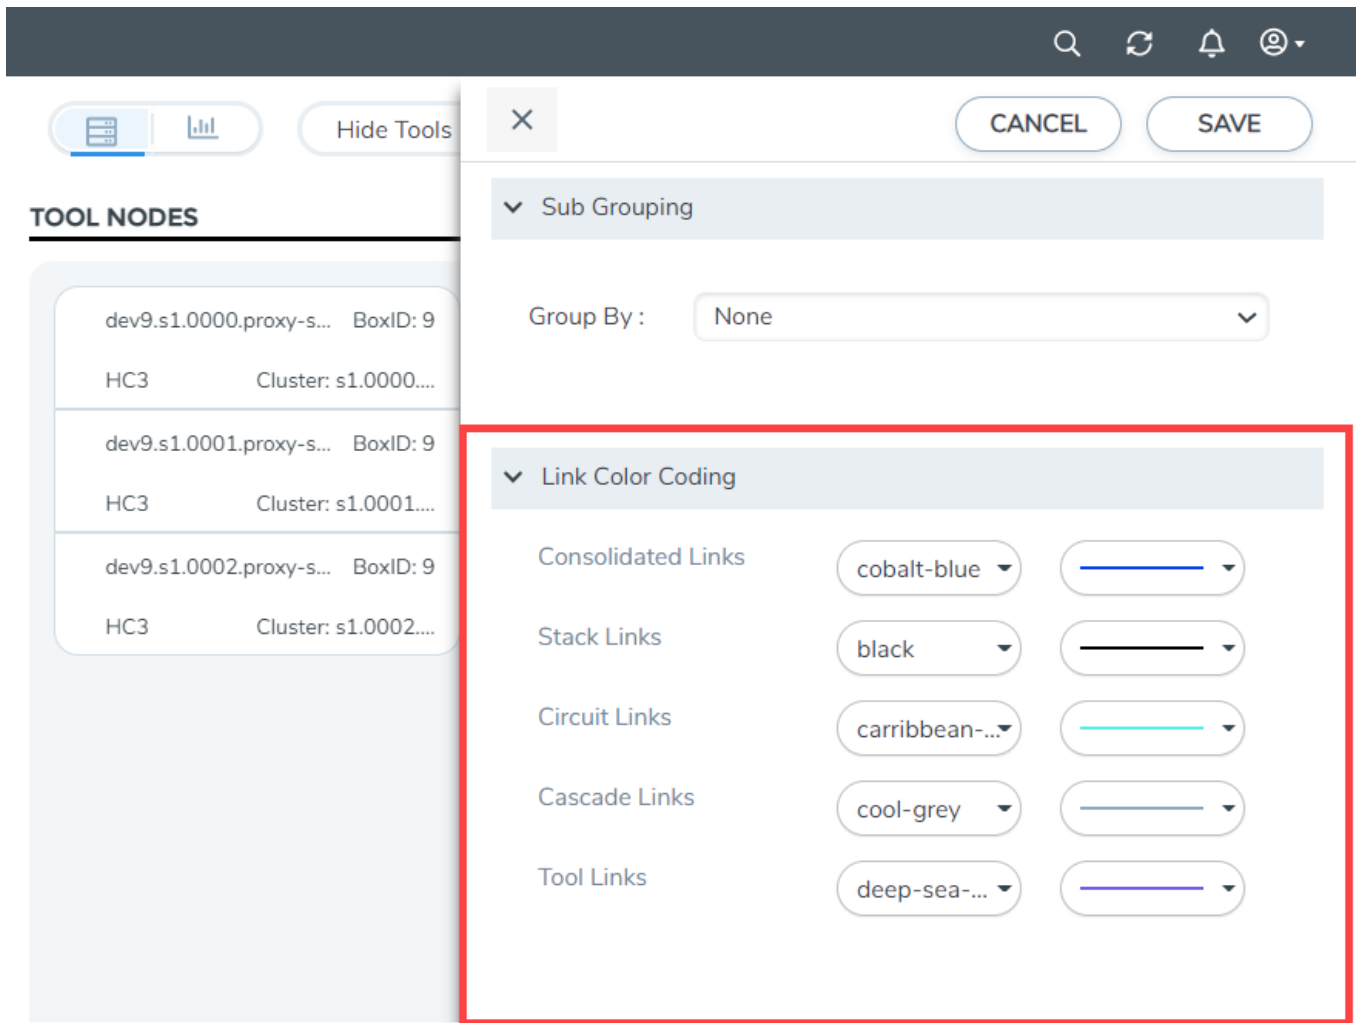 Hide Tools
CANCEL
SAVE
TOOL NODES
dev9.s1.0000.proxy-s... BoxID: 9
HC3 Cluster: s1.0000....
dev9.s1.0001.proxy-s... BoxID: 9
HC3 Cluster: s1.0001....
dev9.s1.0002.proxy-s... BoxID: 9
HC3 Cluster: s1.0002....
Sub Grouping
Group By : None
Link Color Coding
Consolidated Links cobalt-blue
Stack Links black
Circuit Links carribbean-...
Cascade Links cool-grey
Tool Links deep-sea-...